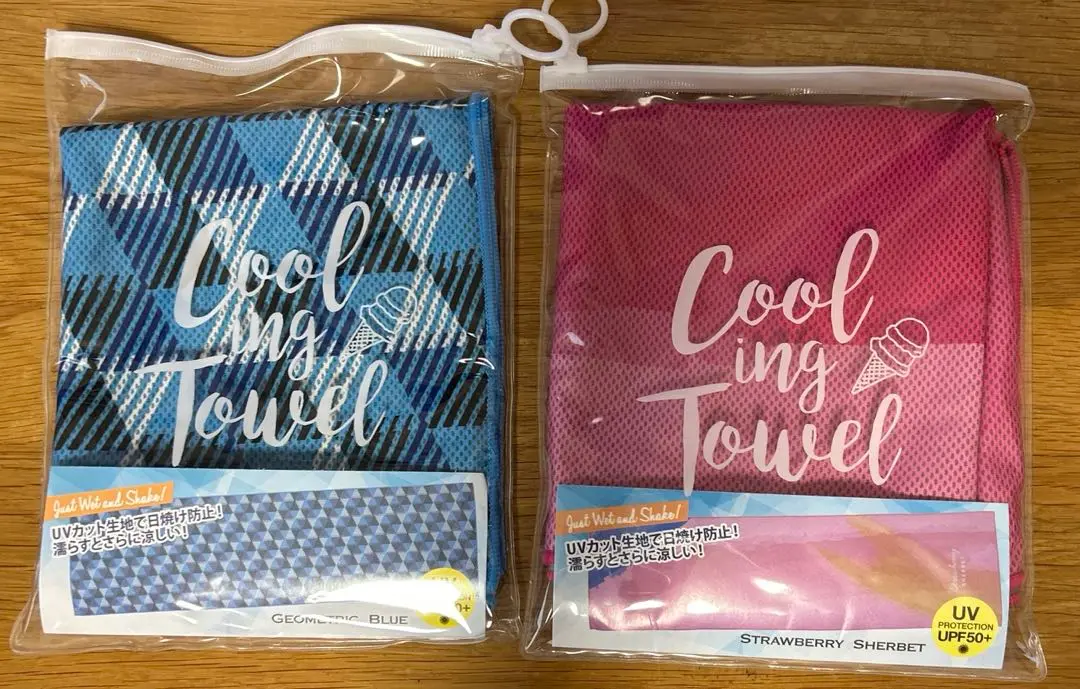 Cool
ing
Towel
Just Wet and Shake!
UVカット生地で日焼け防止!
濡らすとさらに涼しい!
GEOMETRIC BLUE
Cool
ing
Towel
Just Wet and Shake!
UVカット生地で日焼け防止!
濡らすとさらに涼しい!
UV
PROTECTION
UPF50+
STRAWBERRY SHERBET